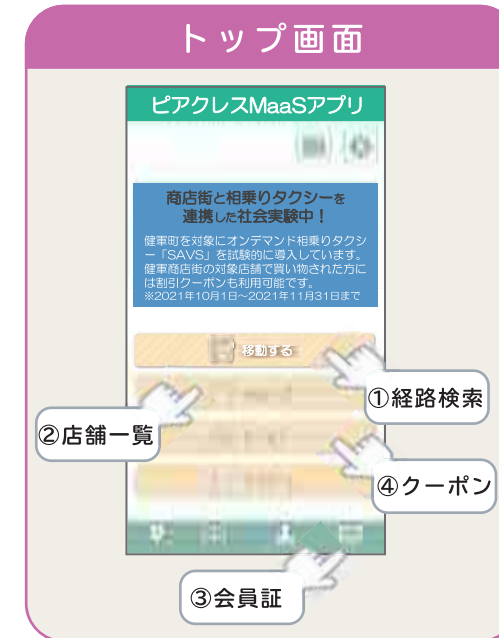 トップ画面
ピアクレスMaaSアプリ
商店街と相乗りタクシーを
連携した社会実験中！
健軍町を対象にオンデマンド相乗りタクシ
ー「SAVS」を試験的に導入しています。
健軍商店街の対象店舗で買い物された方に
は割引クーポンも利用可能です。
※2021年10月1日～2021年11月31日まで
移動する
①経路検索
②店舗一覧
④クーポン
③会員証